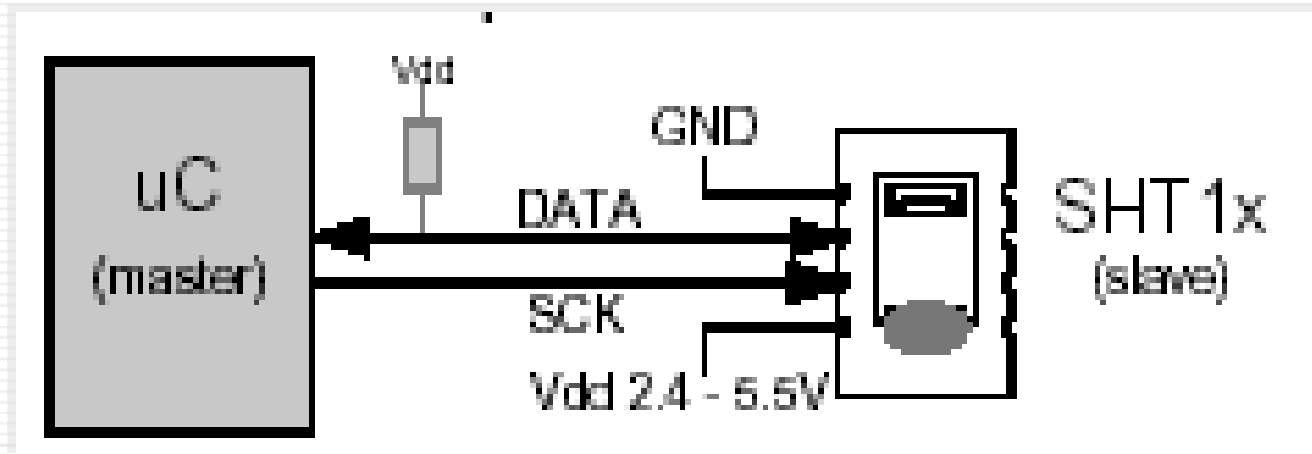 Vdd
GND
uC
(master)
DATA
SCK
Vdd 2.4 - 5.5V
SHT1x
(slave)